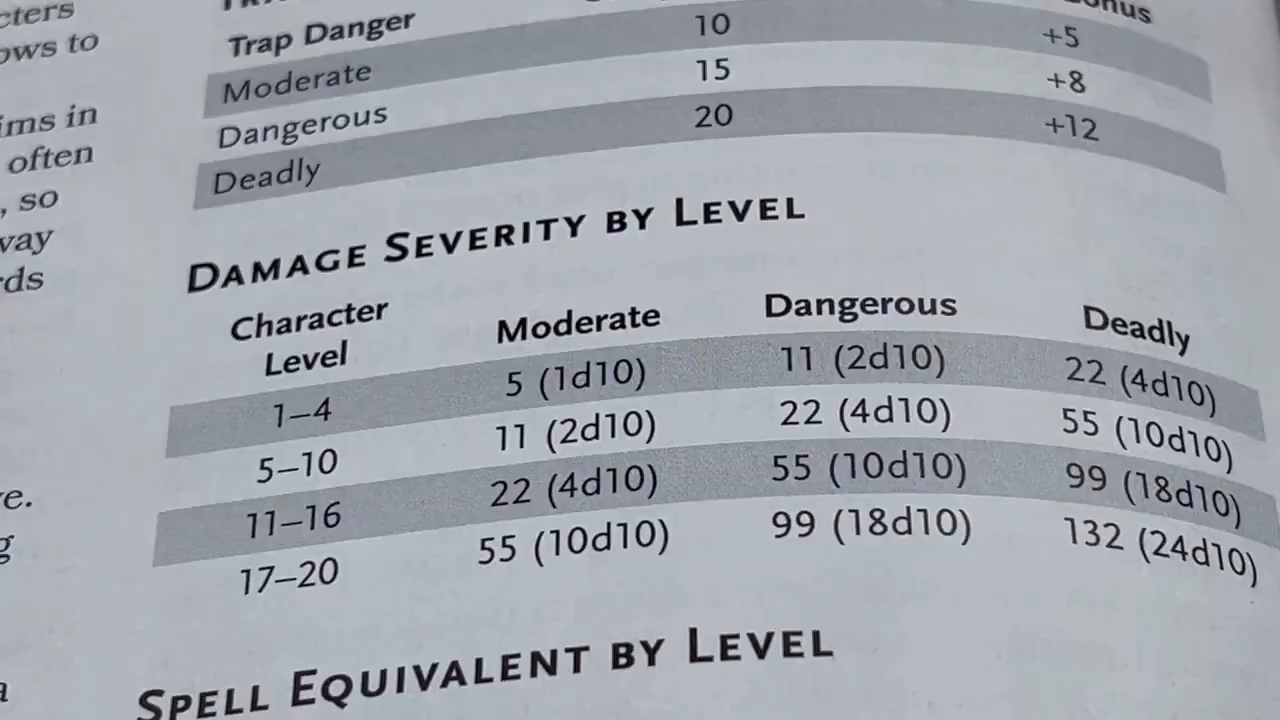 cters
ows to
ims in
often
, so
way
rds
e.
g
a
Trap Danger
Moderate 10 +5
Dangerous 15 +8
Deadly 20 +12
DAMAGE SEVERITY BY LEVEL
Character
Level Moderate Dangerous Deadly
1–4 5 (1d10) 11 (2d10) 22 (4d10)
5–10 11 (2d10) 22 (4d10) 55 (10d10)
11–16 22 (4d10) 55 (10d10) 99 (18d10)
17–20 55 (10d10) 99 (18d10) 132 (24d10)
SPELL EQUIVALENT BY LEVEL